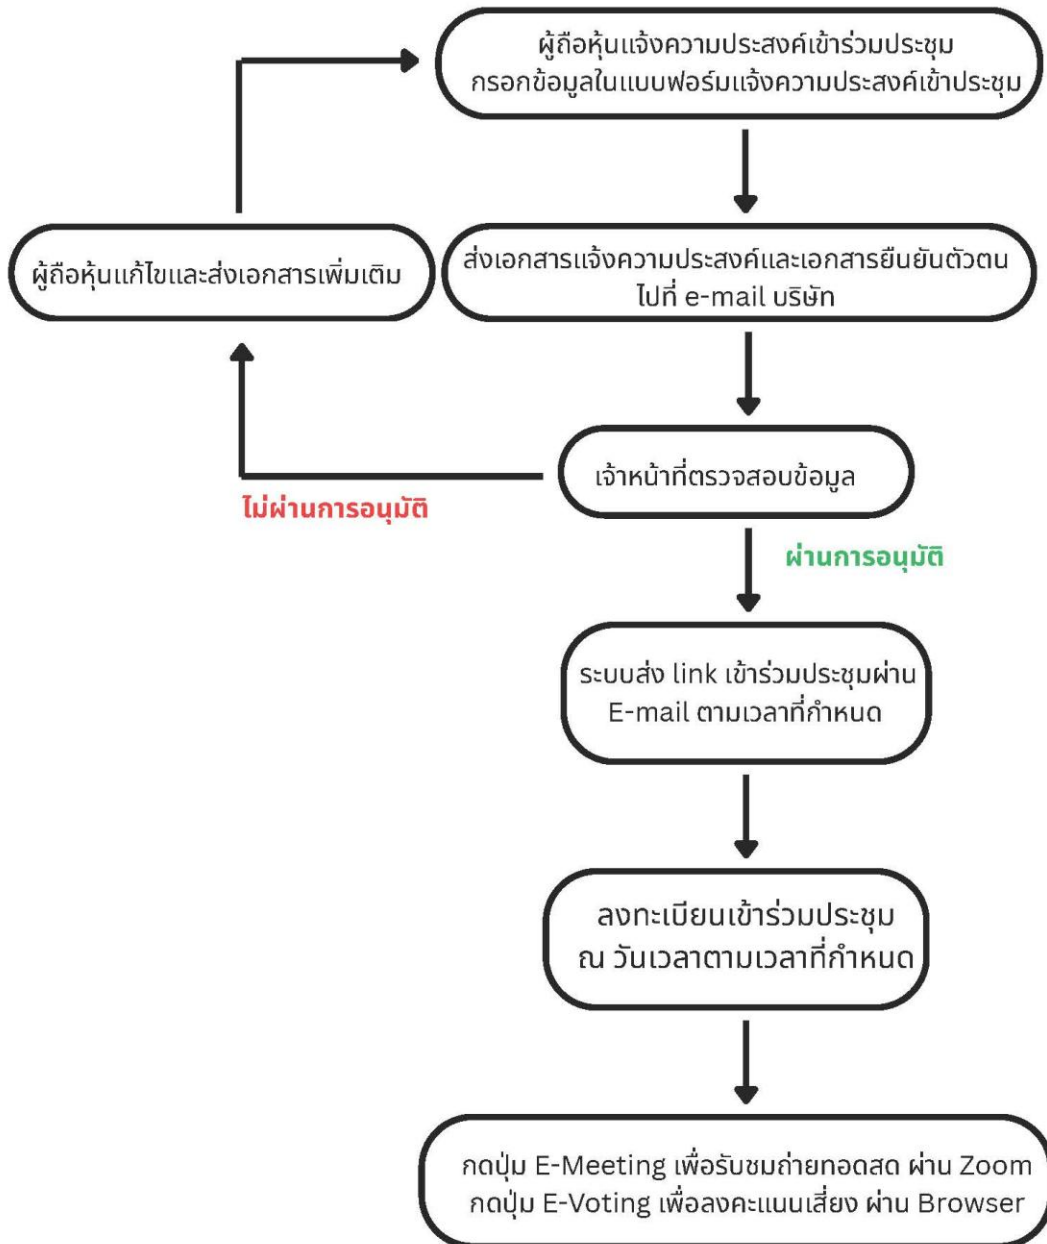 ผู้ถือหุ้นแจ้งความประสงค์เข้าร่วมประชุม
กรอกข้อมูลในแบบฟอร์มแจ้งความประสงค์เข้าประชุม
ผู้ถือหุ้นแก้ไขและส่งเอกสารเพิ่มเติม
ส่งเอกสารแจ้งความประสงค์และเอกสารยืนยันตัวตน
ไปที่ e-mail บริษัท
เจ้าหน้าที่ตรวจสอบข้อมูล
ไม่ผ่านการอนุมัติ
ผ่านการอนุมัติ
ระบบส่ง link เข้าร่วมประชุมผ่าน
E-mail ตามเวลาที่กำหนด
ลงทะเบียนเข้าร่วมประชุม
ณ วันเวลาตามเวลาที่กำหนด
กดปุ่ม E-Meeting เพื่อรับชมถ่ายทอดสด ผ่าน Zoom
กดปุ่ม E-Voting เพื่อลงคะแนนเสี่ยง ผ่าน Browser